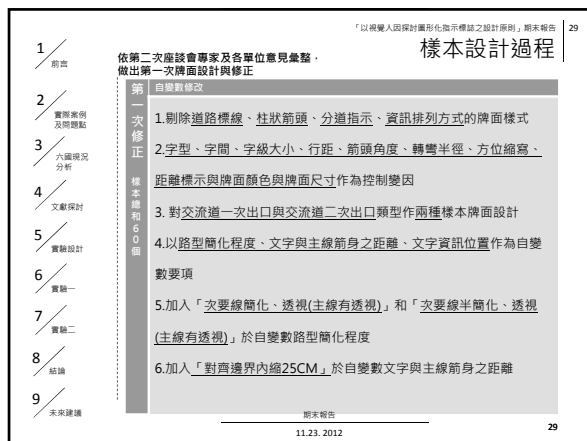 「以視覺人因探討圖形化指示標誌之設計原則」期末報告
29
樣本設計過程
1
前言
2
實際案例
及問題點
3
六國現況
分析
4
文獻探討
5
實驗設計
6
實驗一
7
實驗二
8
結論
9
未來建議
依第二次座談會專家及各單位意見彙整，
做出第一次牌面設計與修正
第一次修正
樣本總和60個
自變數修改
1.剔除道路標線、柱狀箭頭、分道指示、資訊排列方式的牌面樣式
2.字型、字間、字級大小、行距、箭頭角度、轉彎半徑、方位縮寫、
距離標示與牌面顏色與牌面尺寸作為控制變因
3. 對交流道一次出口與交流道二次出口類型作兩種樣本牌面設計
4.以路型簡化程度、文字與主線箭身之距離、文字資訊位置作為自變
數要項
5.加入「次要線簡化、透視(主線有透視)」和「次要線半簡化、透視
(主線有透視)」於自變數路型簡化程度
6.加入「對齊邊界內縮25CM」於自變數文字與主線箭身之距離
期末報告
11.23. 2012
29